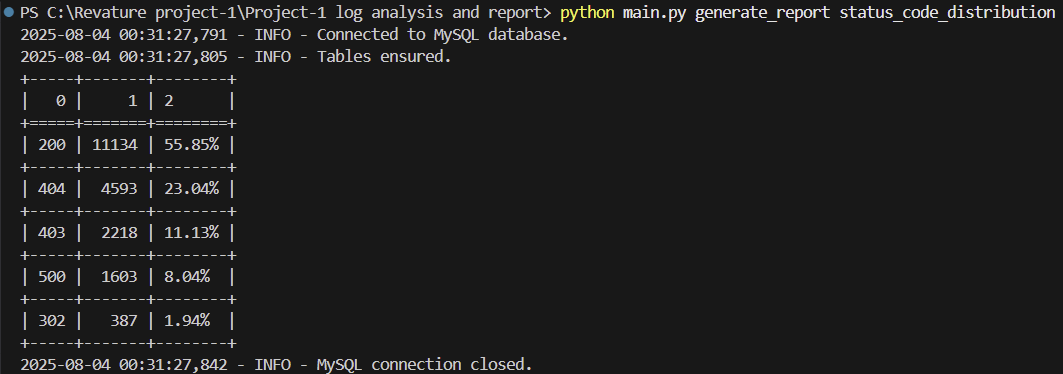 PS C:\Revature project-1\Project-1 log analysis and report> python main.py generate_report status_code_distribution
2025-08-04 00:31:27,791 - INFO - Connected to MySQL database.
2025-08-04 00:31:27,805 - INFO - Tables ensured.
+-----+-------+--------+
|   0 |     1 | 2      |
+=====+=======+========+
| 200 | 11134 | 55.85% |
+-----+-------+--------+
| 404 |  4593 | 23.04% |
+-----+-------+--------+
| 403 |  2218 | 11.13% |
+-----+-------+--------+
| 500 |  1603 | 8.04%  |
+-----+-------+--------+
| 302 |   387 | 1.94%  |
+-----+-------+--------+
2025-08-04 00:31:27,842 - INFO - MySQL connection closed.